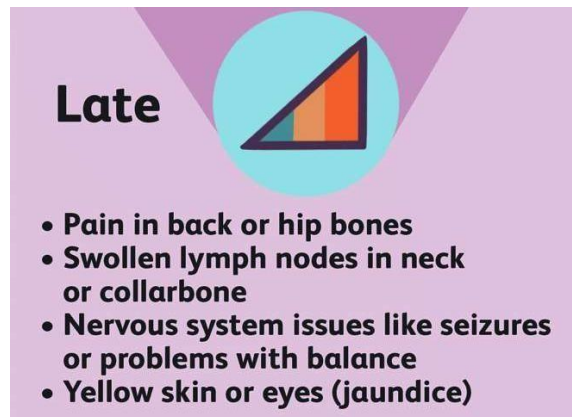 Late
• Pain in back or hip bones
• Swollen lymph nodes in neck
or collarbone
• Nervous system issues like seizures
or problems with balance
• Yellow skin or eyes (jaundice)